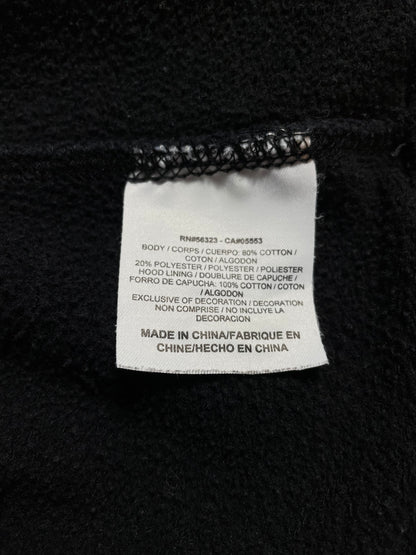 RN#56323 - CA#05553
BODY / CORPS / CUERPO: 80% COTTON /
COTON / ALGODON
20% POLYESTER / POLYESTER / POLIESTER
HOOD LINING / DOUBLURE DE CAPUCHE /
FORRO DE CAPUCHA: 100% COTTON / COTON
/ ALGODON
EXCLUSIVE OF DECORATION / DECORATION
NON COMPRISE / NO INCLUYE LA
DECORACION
MADE IN CHINA/FABRIQUE EN
CHINE/HECHO EN CHINA